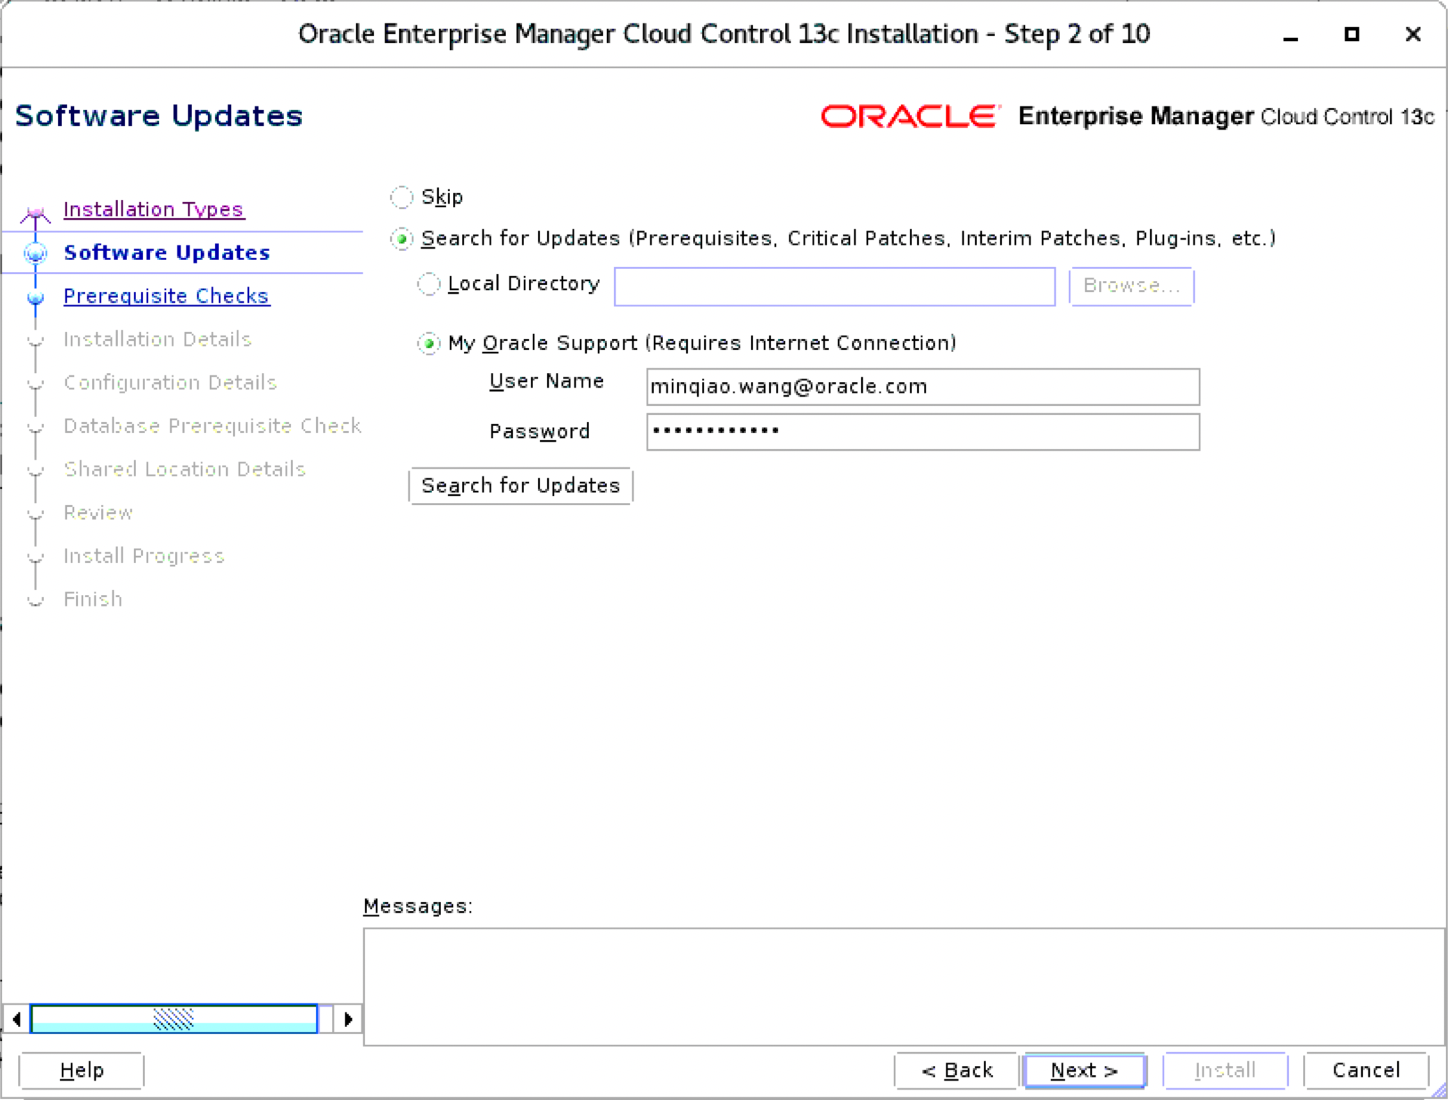 Oracle Enterprise Manager Cloud Control 13c Installation - Step 2 of 10
Software Updates
ORACLE Enterprise Manager Cloud Control 13c
Installation Types
Software Updates
Prerequisite Checks
Installation Details
Configuration Details
Database Prerequisite Check
Shared Location Details
Review
Install Progress
Finish
Skip
Search for Updates (Prerequisites, Critical Patches, Interim Patches, Plug-ins, etc.)
Local Directory Browse...
My Oracle Support (Requires Internet Connection)
User Name minqiao.wang@oracle.com
Password ••••••••••••
Search for Updates
Messages:
Help < Back Next > Install Cancel